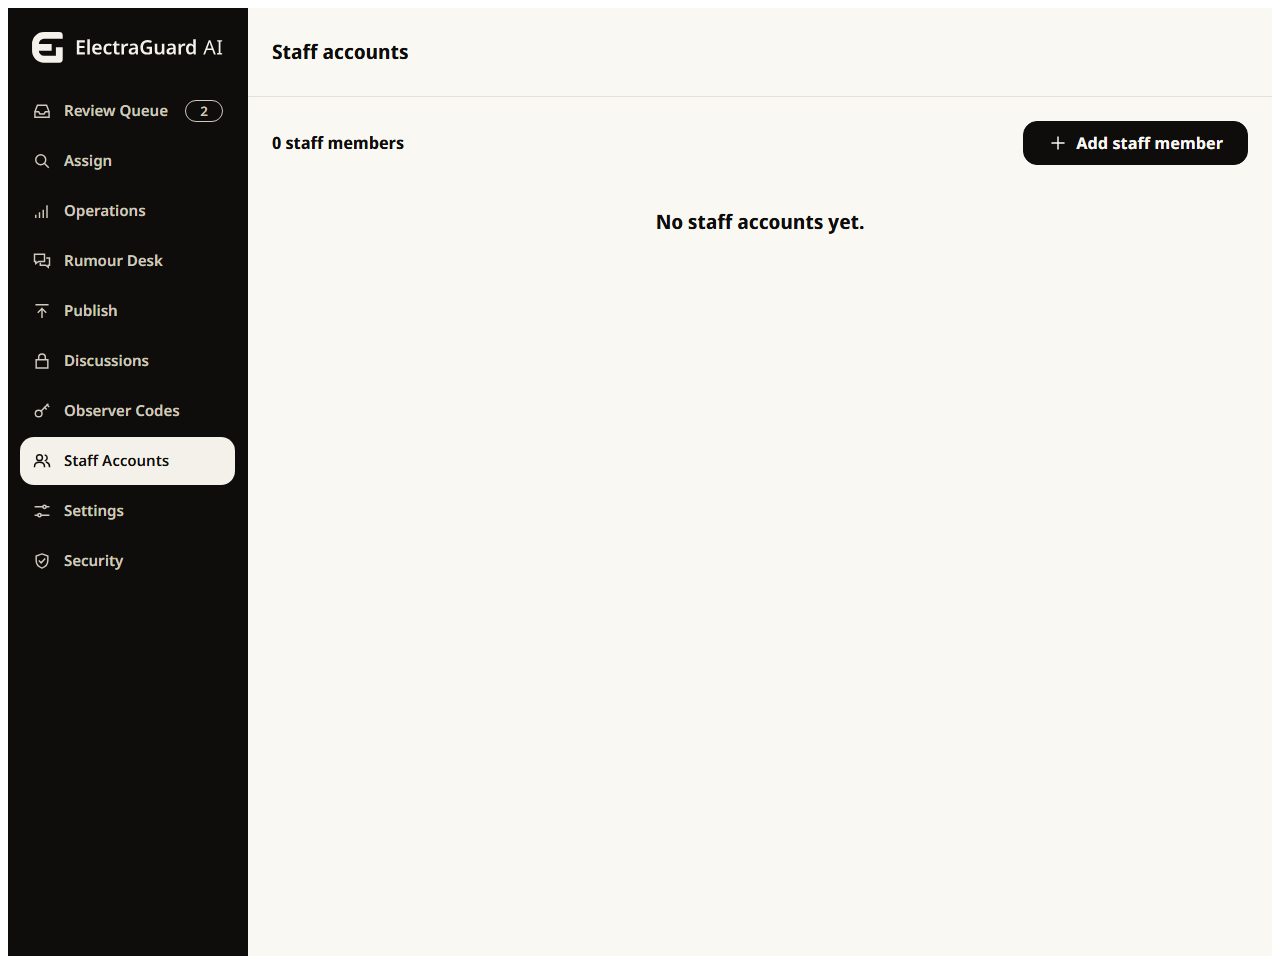 ElectraGuard AI
Review Queue 2
Assign
Operations
Rumour Desk
Publish
Discussions
Observer Codes
Staff Accounts
Settings
Security
Staff accounts
0 staff members
Add staff member
No staff accounts yet.